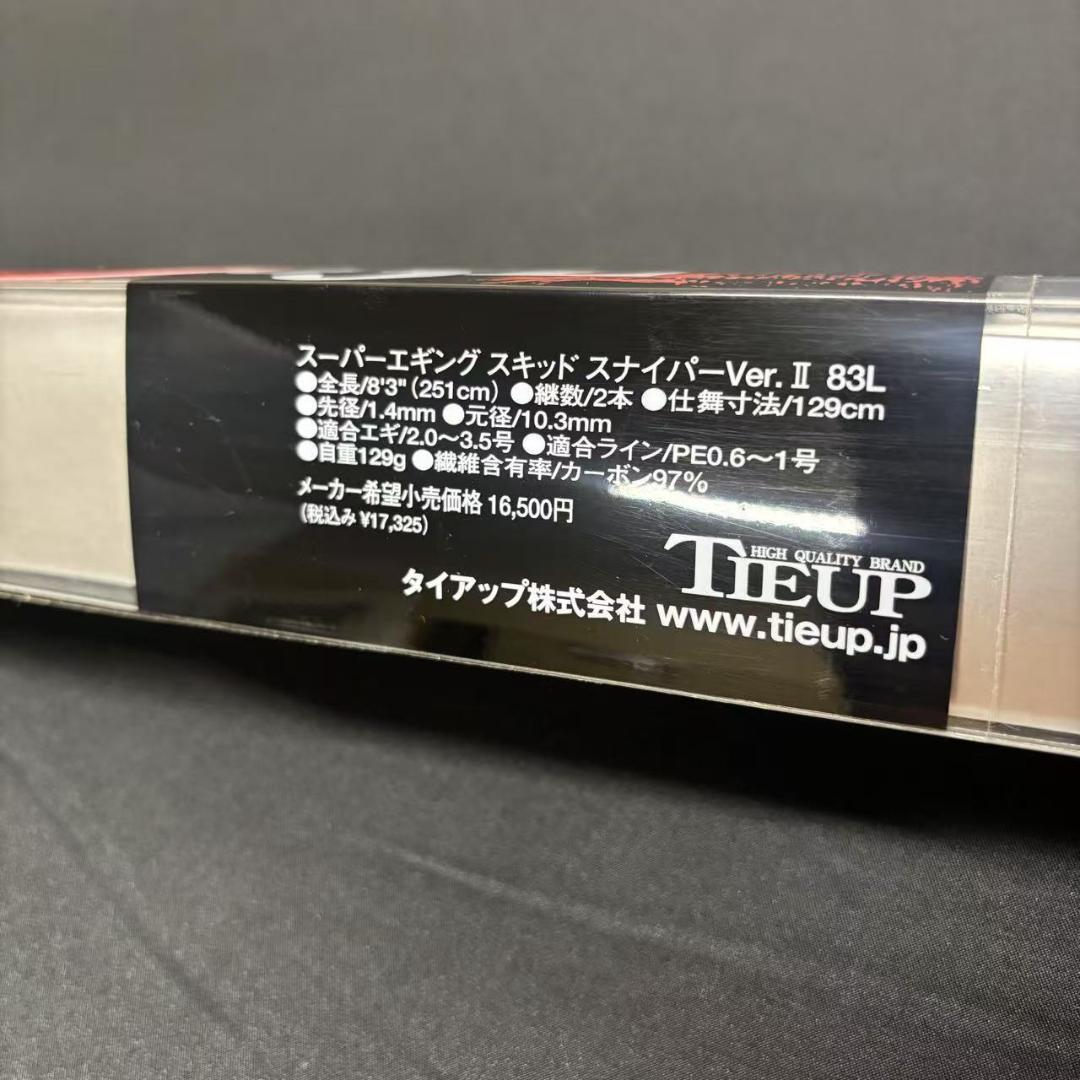 スーパーエギング スキッド スナイパーVer.Ⅱ 83L
●全長/8'3"（251cm）●継数/2本 ●仕舞寸法/129cm
●先径/1.4mm ●元径/10.3mm
●適合エギ/2.0〜3.5号 ●適合ライン/PE0.6〜1号
●自重129g ●繊維含有率/カーボン97%
メーカー希望小売価格 16,500円
（税込み ¥17,325）
HIGH QUALITY BRAND
TIEUP
タイアップ株式会社 www.tieup.jp